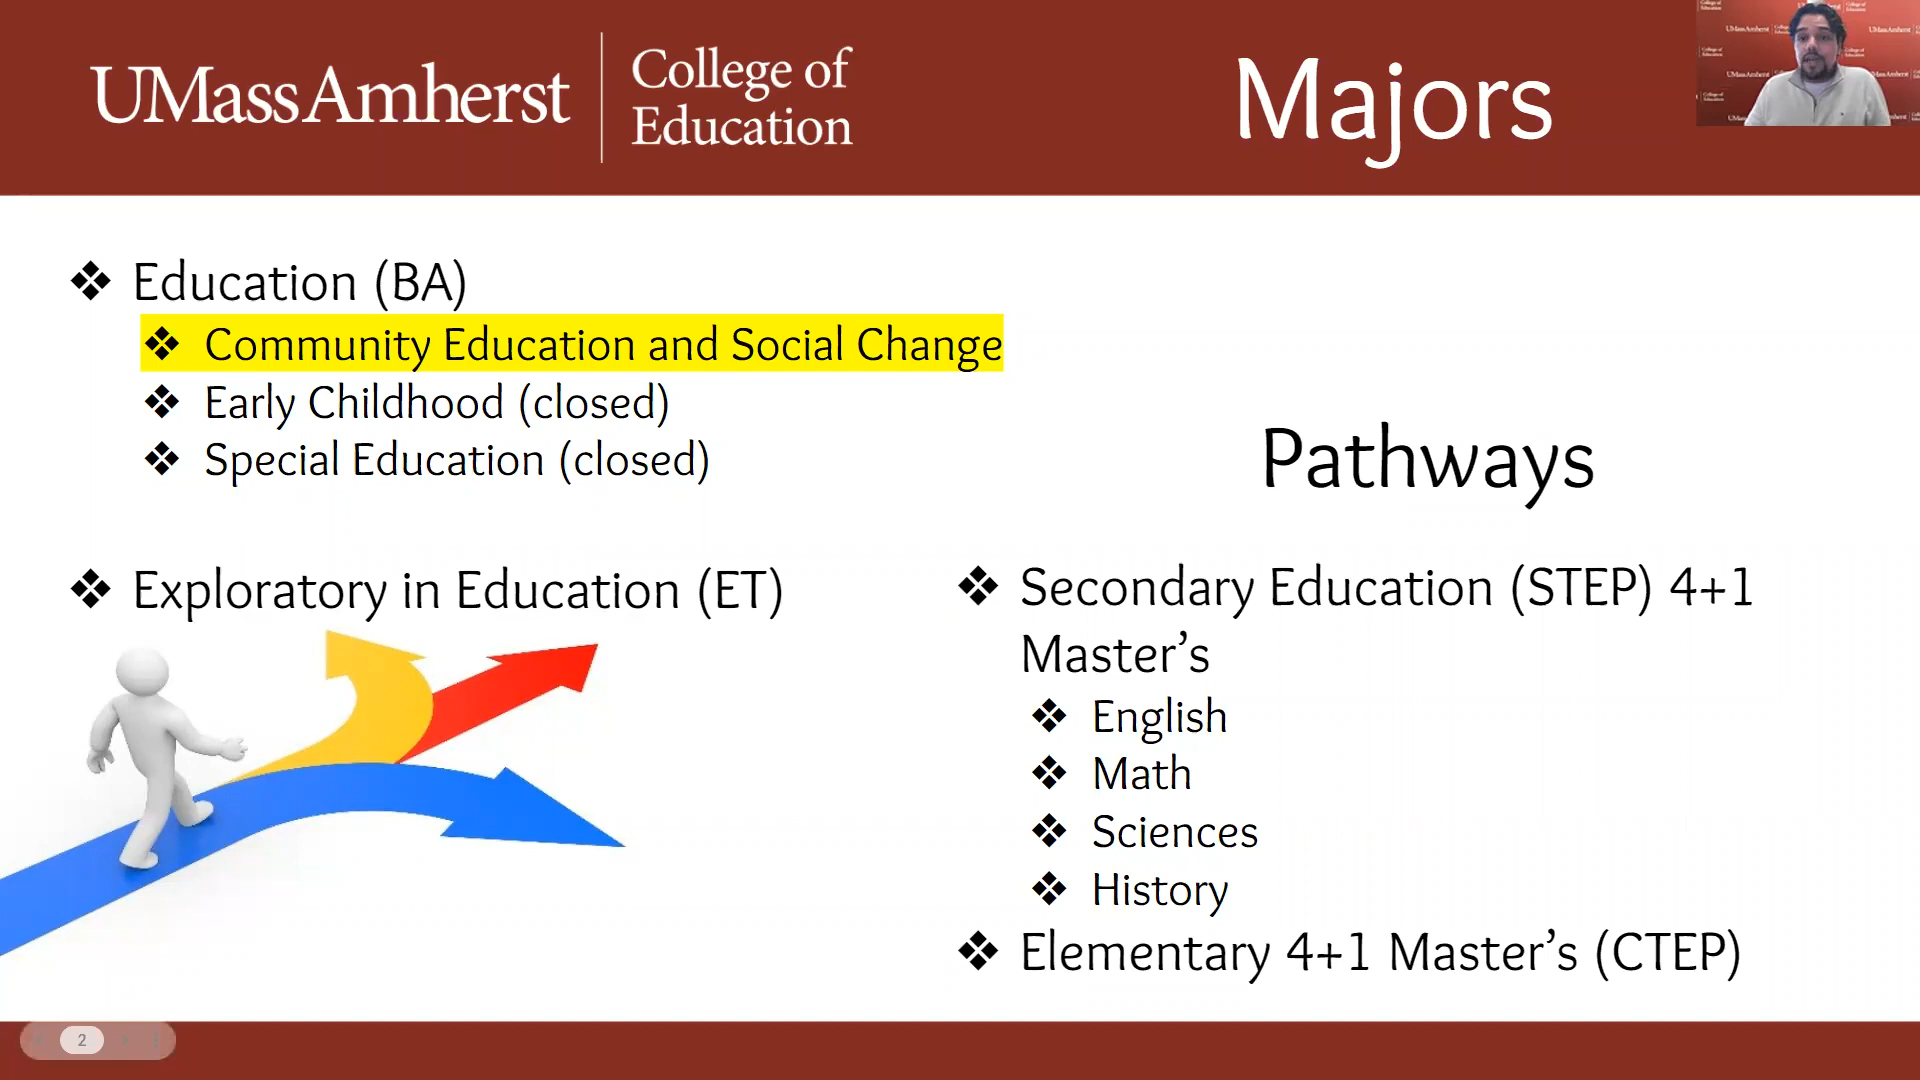 UMassAmherst
College of
Education
Majors
❖ Education (BA)
❖ Community Education and Social Change
❖ Early Childhood (closed)
❖ Special Education (closed)
❖ Exploratory in Education (ET)
Pathways
❖ Secondary Education (STEP) 4+1
Master’s
❖ English
❖ Math
❖ Sciences
❖ History
❖ Elementary 4+1 Master’s (CTEP)
2